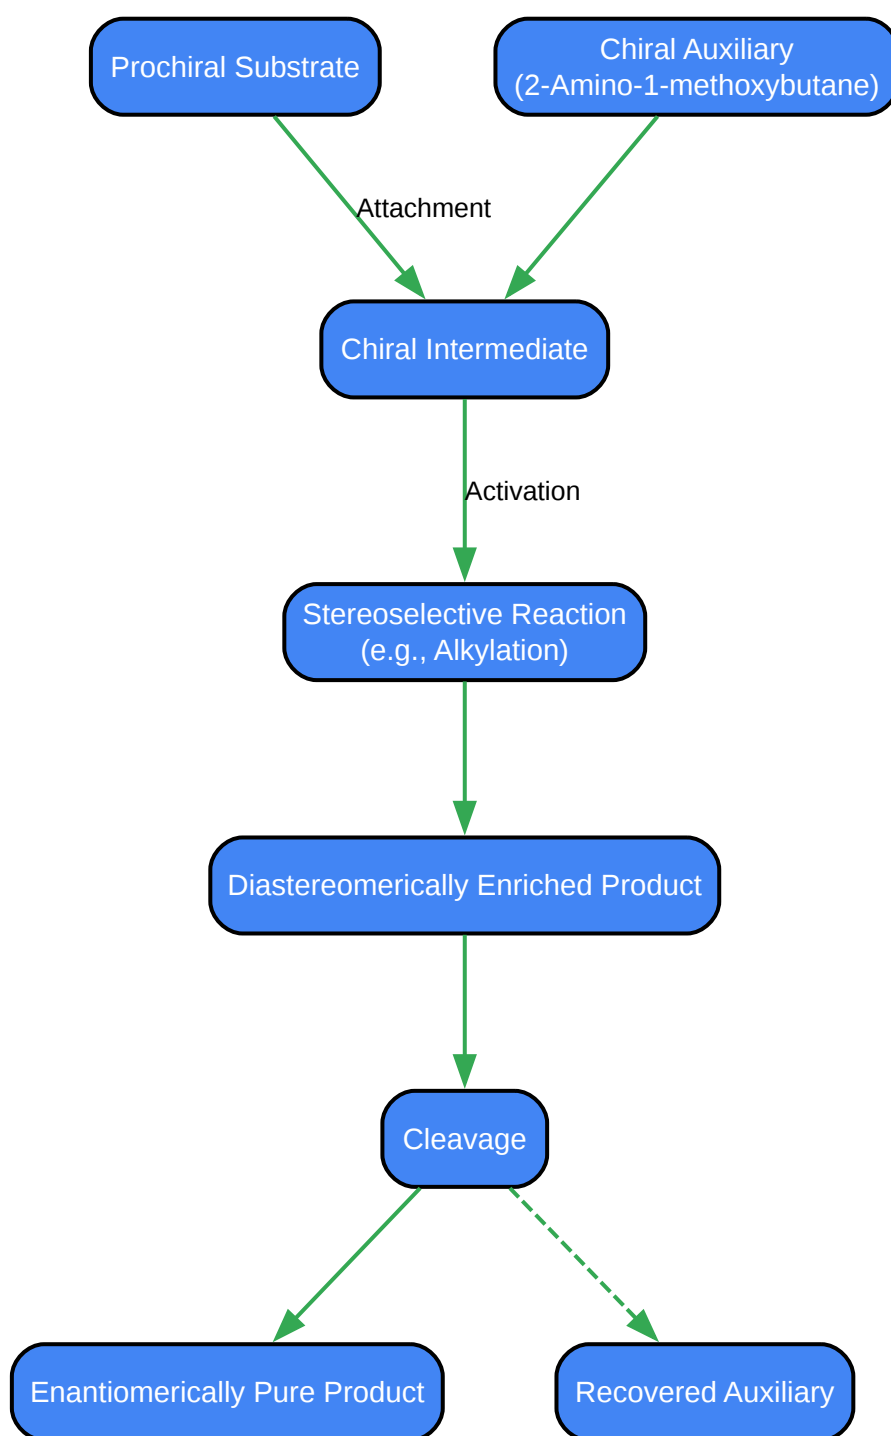 Prochiral Substrate
Chiral Auxiliary
(2-Amino-1-methoxybutane)
Attachment
Chiral Intermediate
Activation
Stereoselective Reaction
(e.g., Alkylation)
Diastereomerically Enriched Product
Cleavage
Enantiomerically Pure Product
Recovered Auxiliary